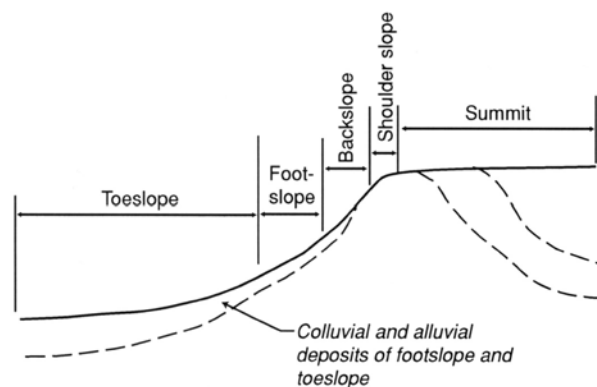 Toeslope
Foot-
slope
Backslope
Shoulder slope
Summit
Colluvial and alluvial
deposits of footslope and
toeslope